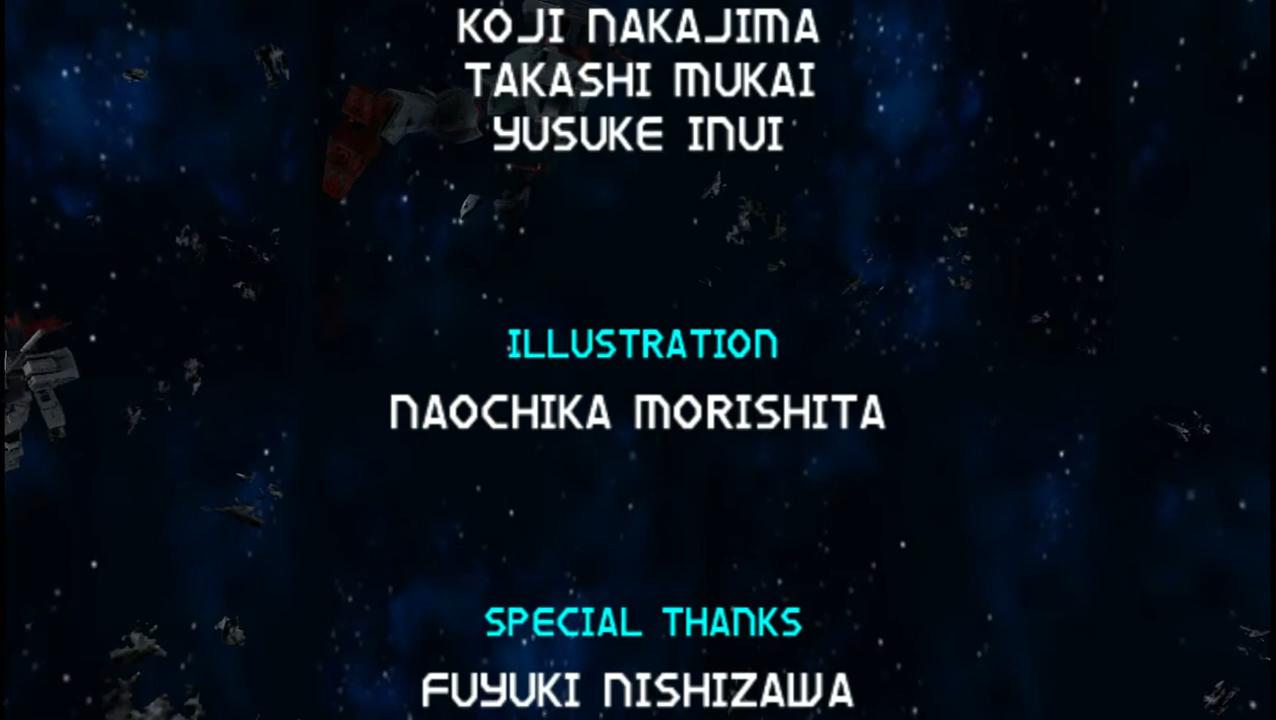 KOJI NAKAJIMA
TAKASHI MUKAI
YUSUKE INUI
ILLUSTRATION
NAOCHIKA MORISHITA
SPECIAL THANKS
FUYUKI NISHIZAWA